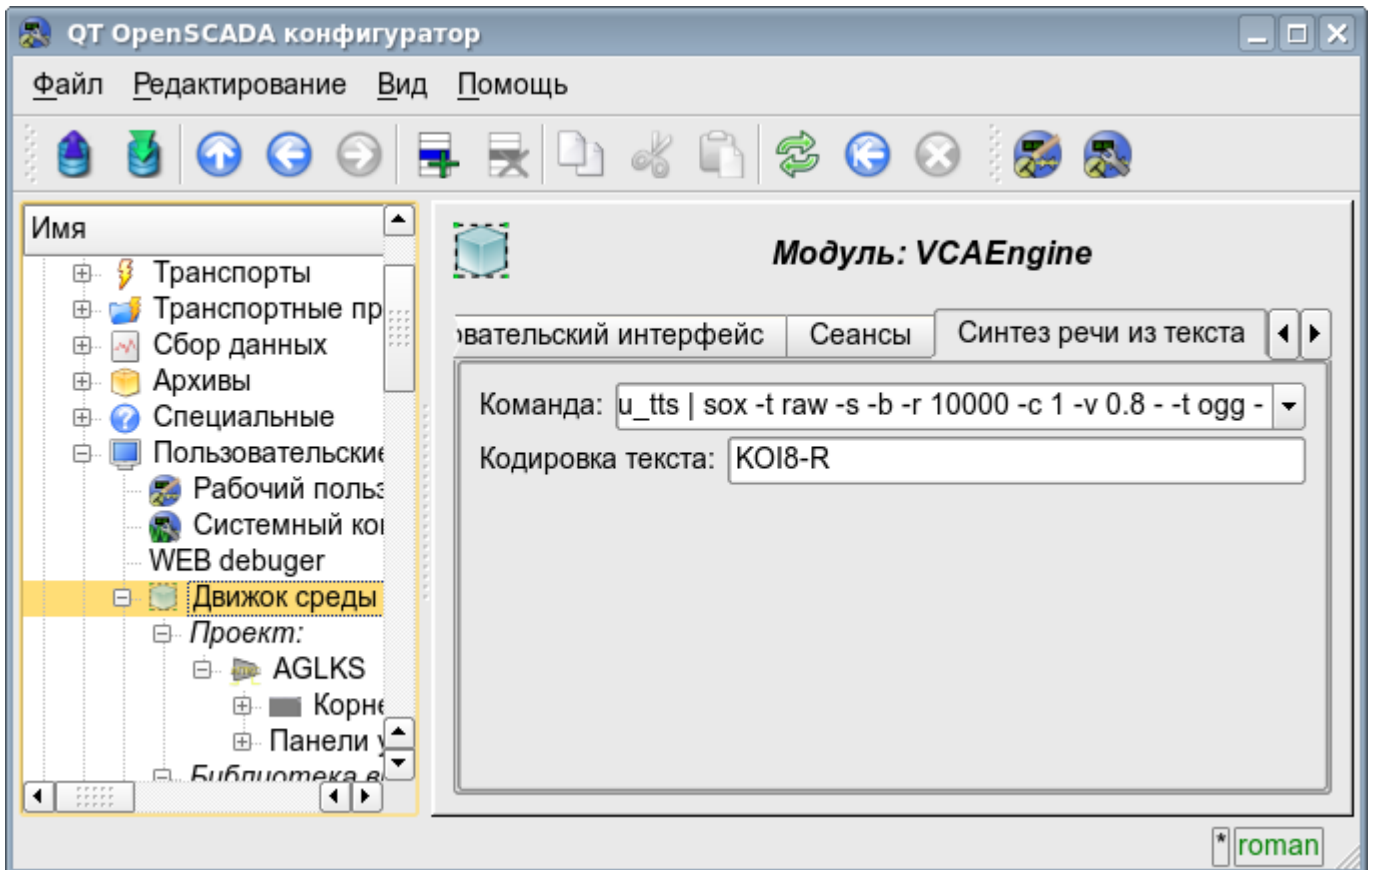 QT OpenSCADA конфигуратор
Файл Редактирование Вид Помощь
Имя
Транспорты
Транспортные пр
Сбор данных
Архивы
Специальные
Пользовательские
Рабочий польз
Системный ко
WEB debuger
Движок среды
Проект:
AGLKS
Корне
Панели у
Библиотека в
Модуль: VCAEngine
овательский интерфейс Сеансы Синтез речи из текста
Команда: u_tts | sox -t raw -s -b -r 10000 -c 1 -v 0.8 - -t ogg -
Кодировка текста: KOI8-R
* roman